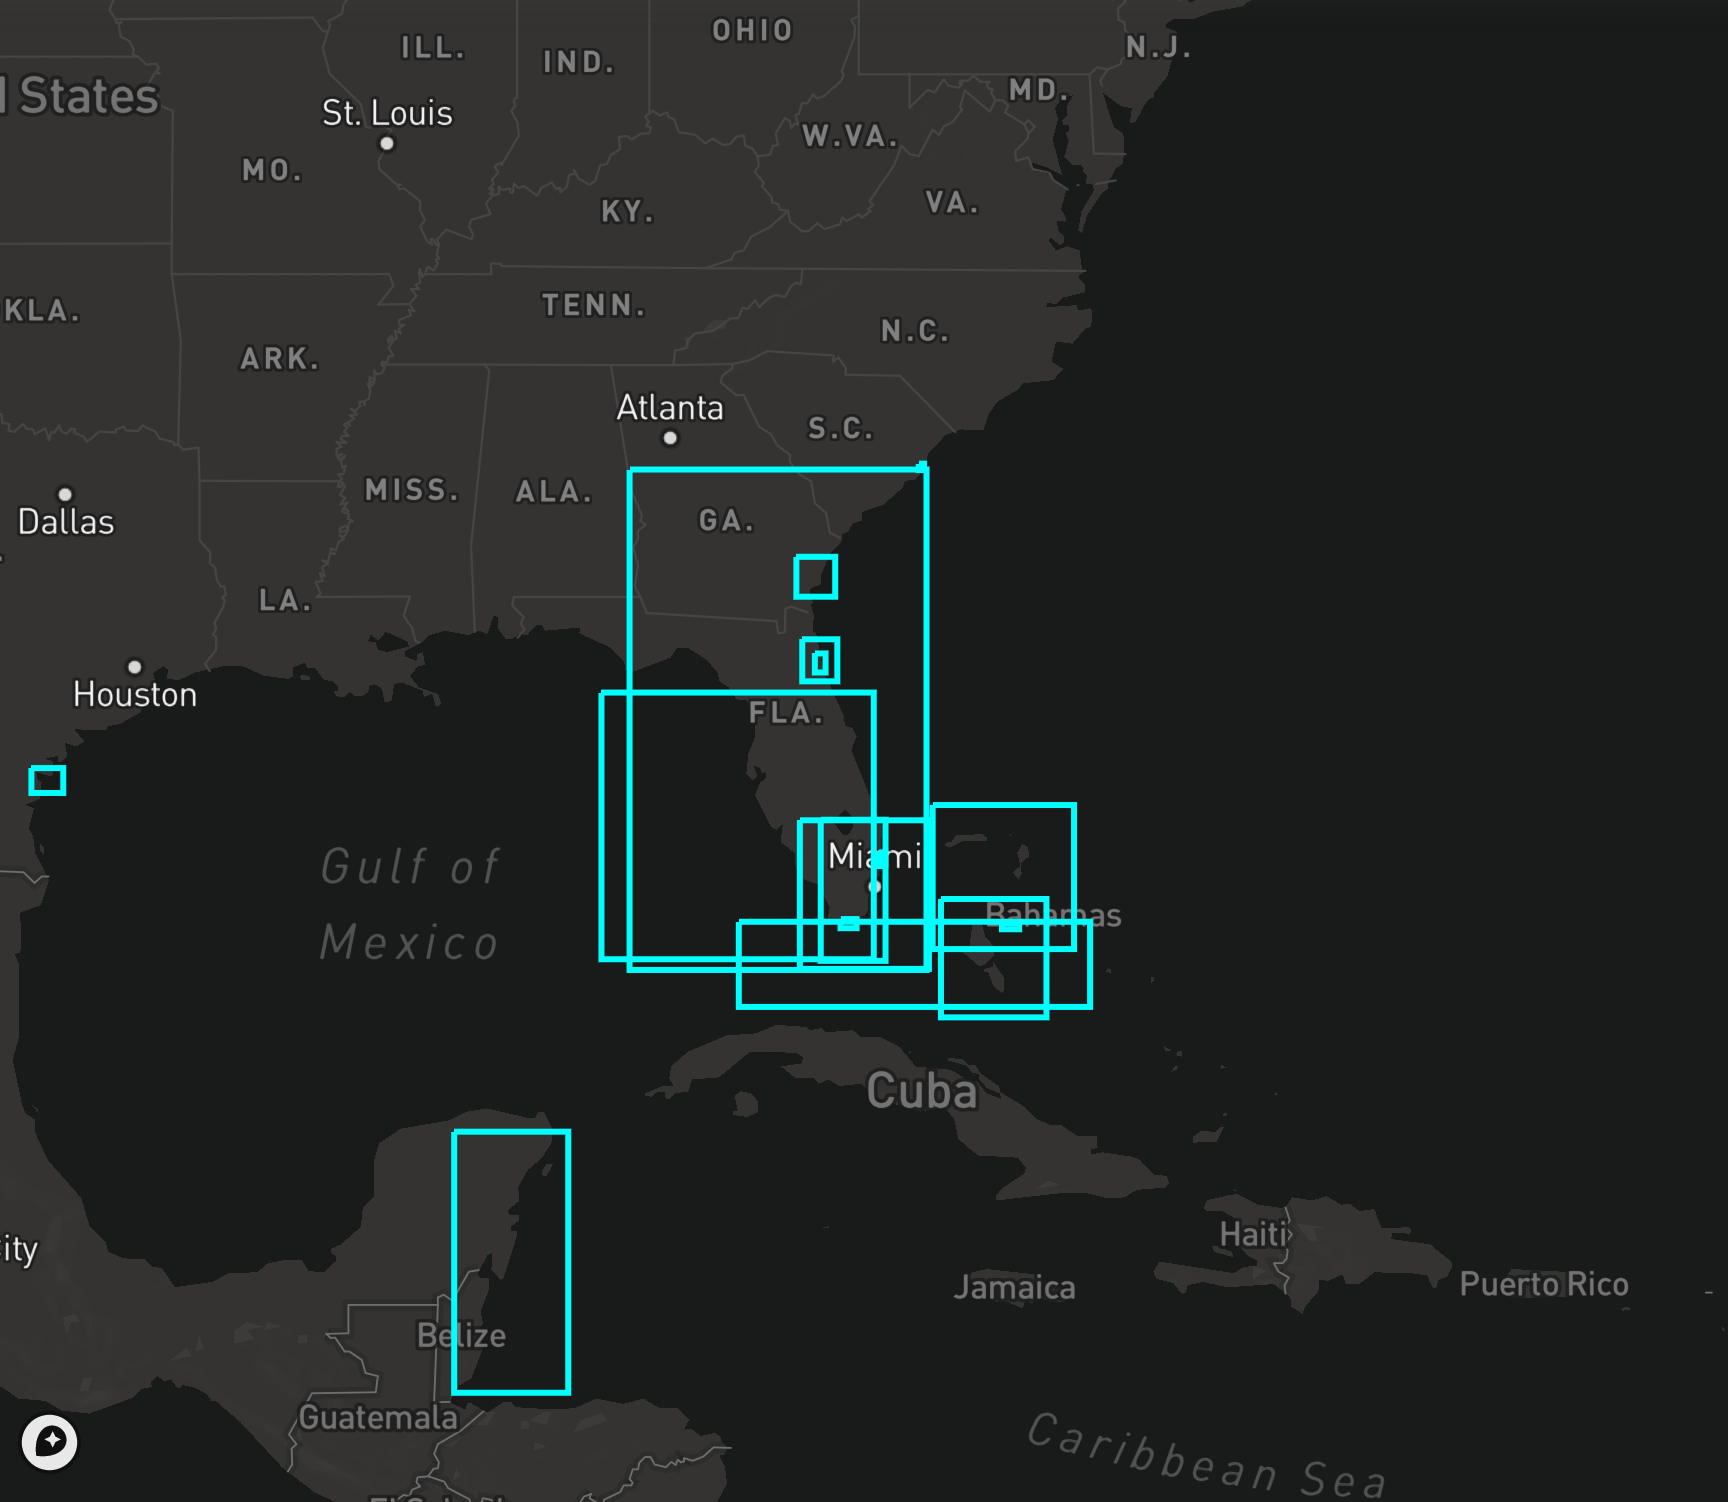 OHIO
ILL.
IND.
N.J.
States
MD.
St. Louis
W.VA.
MO.
KY.
VA.
KLA.
TENN.
N.C.
ARK.
Atlanta
S.C.
MISS.
ALA.
Dallas
GA.
LA.
Houston
FLA.
Miami
Gulf of
Mexico
Bahamas
Cuba
Haiti
ity
Jamaica
Puerto Rico
Belize
Guatemala
Caribbean Sea